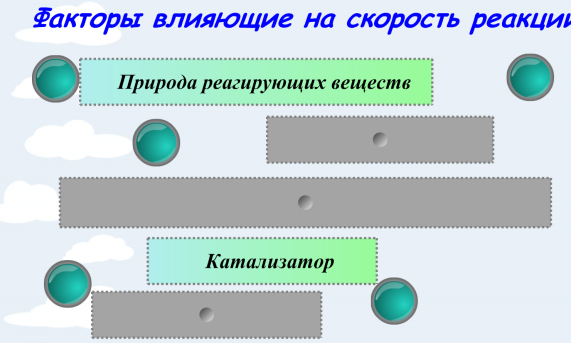 Факторы влияющие на скорость реакции
Природа реагирующих веществ
Катализатор